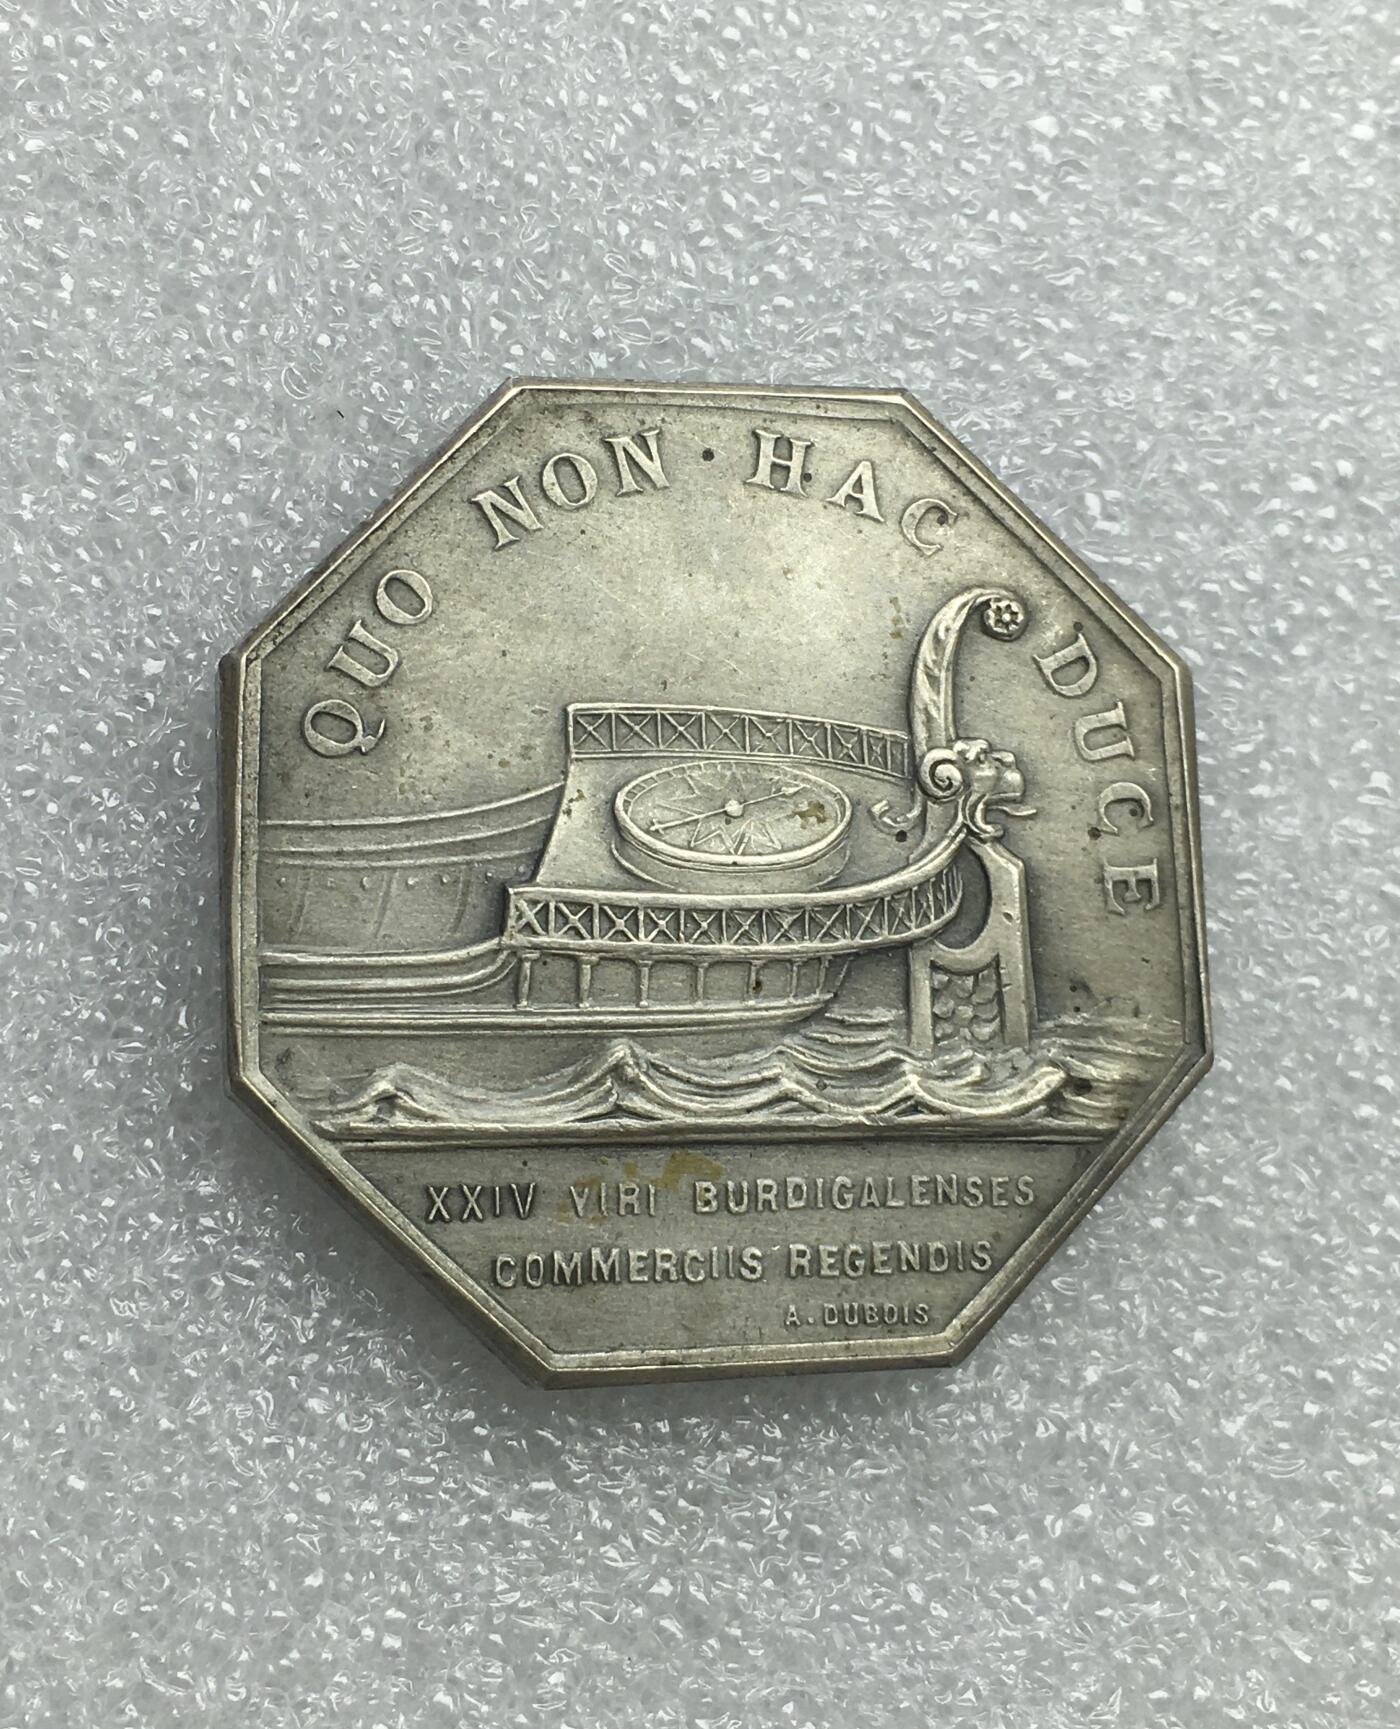 QUO NON · HAC DUCE
XXIV VIRI BURDIGALENSES
COMMERCIIS REGENDIS
A. DUBOIS